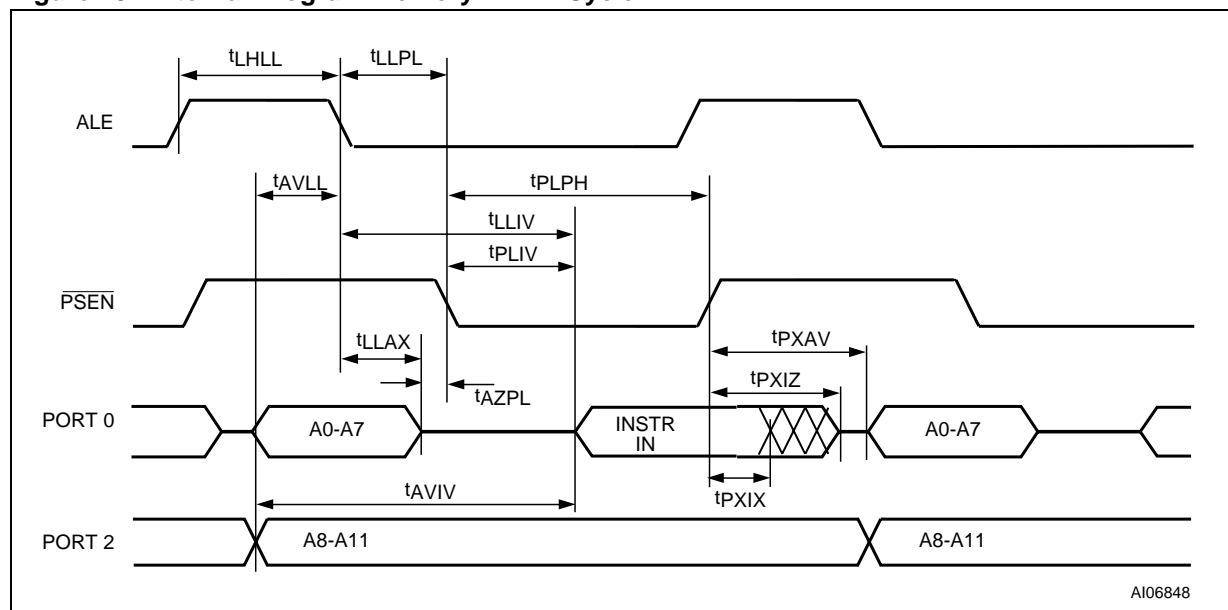 tLHLL
tLLPL
ALE
tAVLL
tPLPH
tLLIV
tPLIV
PSEN
tLLAX
tPXAV
tPXIZ
tAZPL
PORT 0
A0-A7
INSTR
IN
A0-A7
tPXIX
tAVIV
PORT 2
A8-A11
A8-A11
AI06848